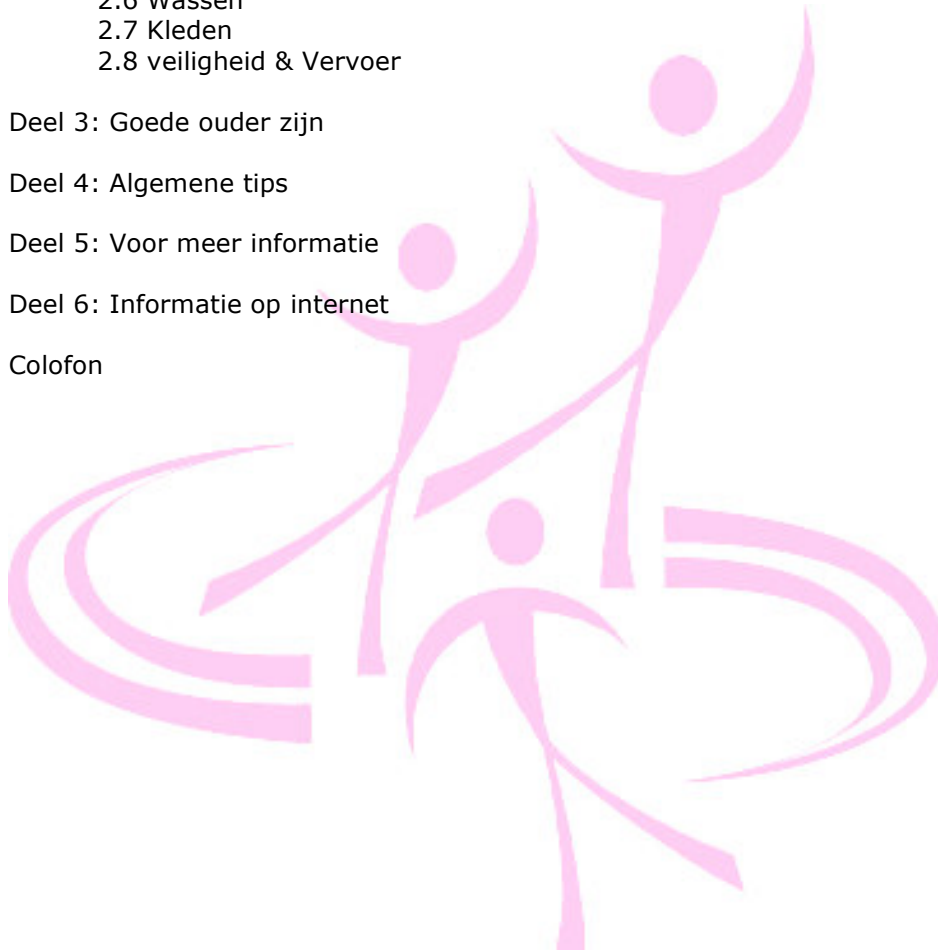 2.6 Wassen
2.7 Kleden
2.8 veiligheid & Vervoer
Deel 3: Goede ouder zijn
Deel 4: Algemene tips
Deel 5: Voor meer informatie
Deel 6: Informatie op internet
Colofon